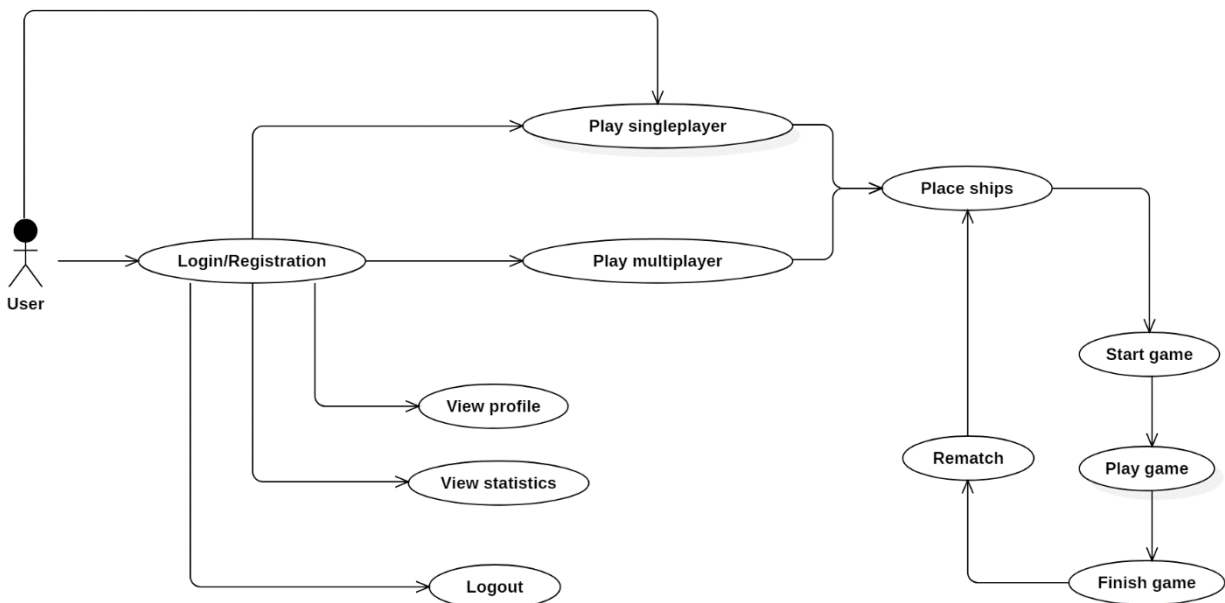 Play singleplayer
Place ships
Login/Registration
Play multiplayer
User
Start game
View profile
Rematch
Play game
View statistics
Logout
Finish game